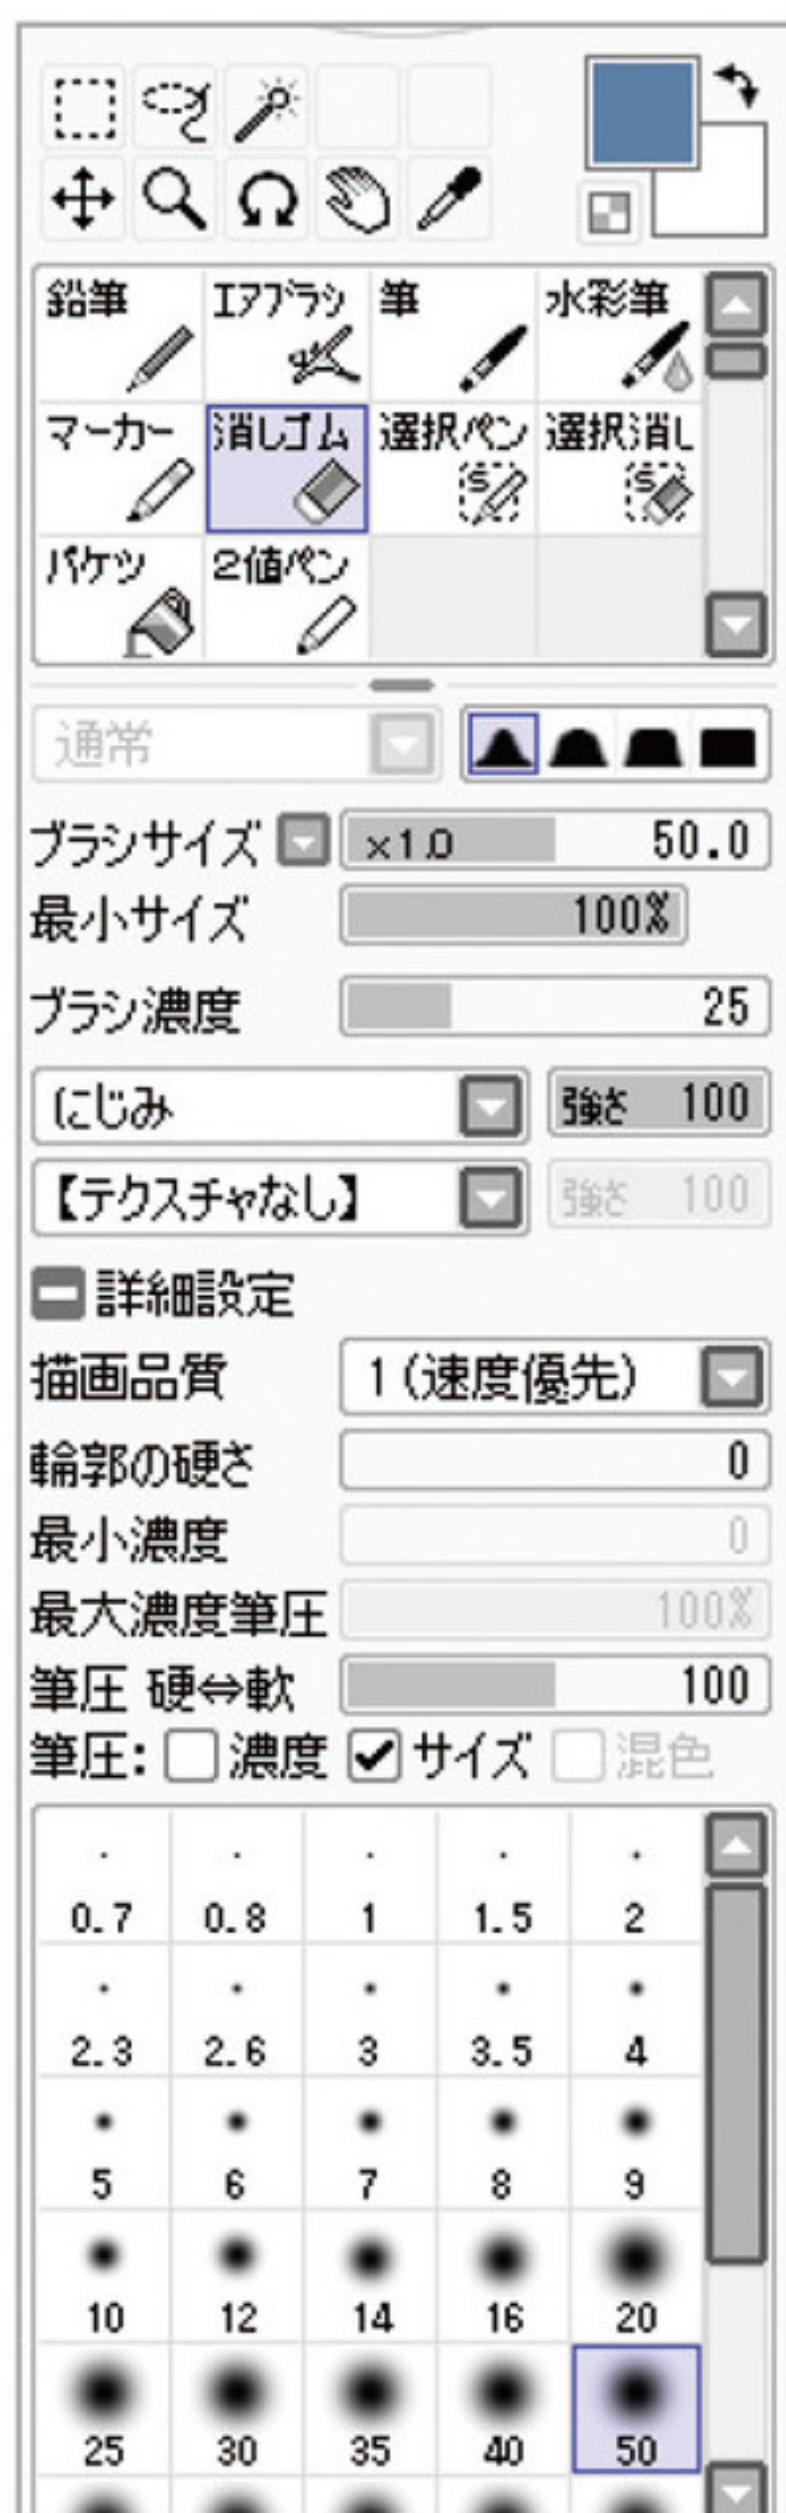 鉛筆 エアブラシ 筆 水彩筆
マーカー 消しゴム 選択ペン 選択消し
バケツ 2値ペン
通常
ブラシサイズ ×1.0 50.0
最小サイズ 100%
ブラシ濃度 25
にじみ 強さ 100
【テクスチャなし】 強さ 100
詳細設定
描画品質 1(速度優先)
輪郭の硬さ 0
最小濃度 0
最大濃度筆圧 100%
筆圧 硬⇔軟 100
筆圧: 濃度 サイズ 混色
0.7 0.8 1 1.5 2
2.3 2.6 3 3.5 4
5 6 7 8 9
10 12 14 16 20
25 30 35 40 50